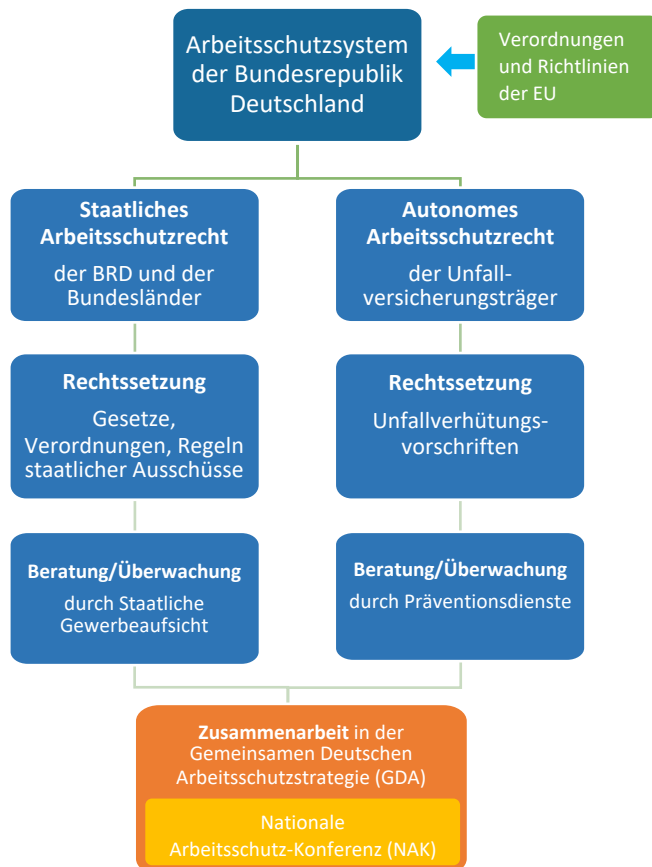 Arbeitsschutzsystem
der Bundesrepublik
Deutschland
Verordnungen
und Richtlinien
der EU
Staatliches
Arbeitsschutzrecht
der BRD und der
Bundesländer
Autonomes
Arbeitsschutzrecht
der Unfall-
versicherungsträger
Rechtssetzung
Gesetze,
Verordnungen, Regeln
staatlicher Ausschüsse
Rechtssetzung
Unfallverhütungs-
vorschriften
Beratung/Überwachung
durch Staatliche
Gewerbeaufsicht
Beratung/Überwachung
durch Präventionsdienste
Zusammenarbeit in der
Gemeinsamen Deutschen
Arbeitsschutzstrategie (GDA)
Nationale
Arbeitsschutz-Konferenz (NAK)